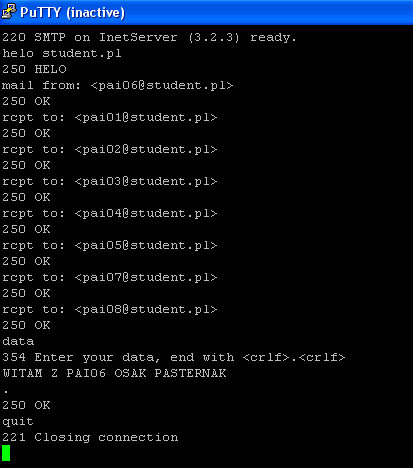 PuTTY (inactive)
220 SMTP on InetServer (3.2.3) ready.
helo student.pl
250 HELO
mail from: <pai06@student.pl>
250 OK
rcpt to: <pai01@student.pl>
250 OK
rcpt to: <pai02@student.pl>
250 OK
rcpt to: <pai03@student.pl>
250 OK
rcpt to: <pai04@student.pl>
250 OK
rcpt to: <pai05@student.pl>
250 OK
rcpt to: <pai07@student.pl>
250 OK
rcpt to: <pai08@student.pl>
250 OK
data
354 Enter your data, end with <crlf>.<crlf>
WITAM Z PAI06 OSAK PASTERNAK
.
250 OK
quit
221 Closing connection